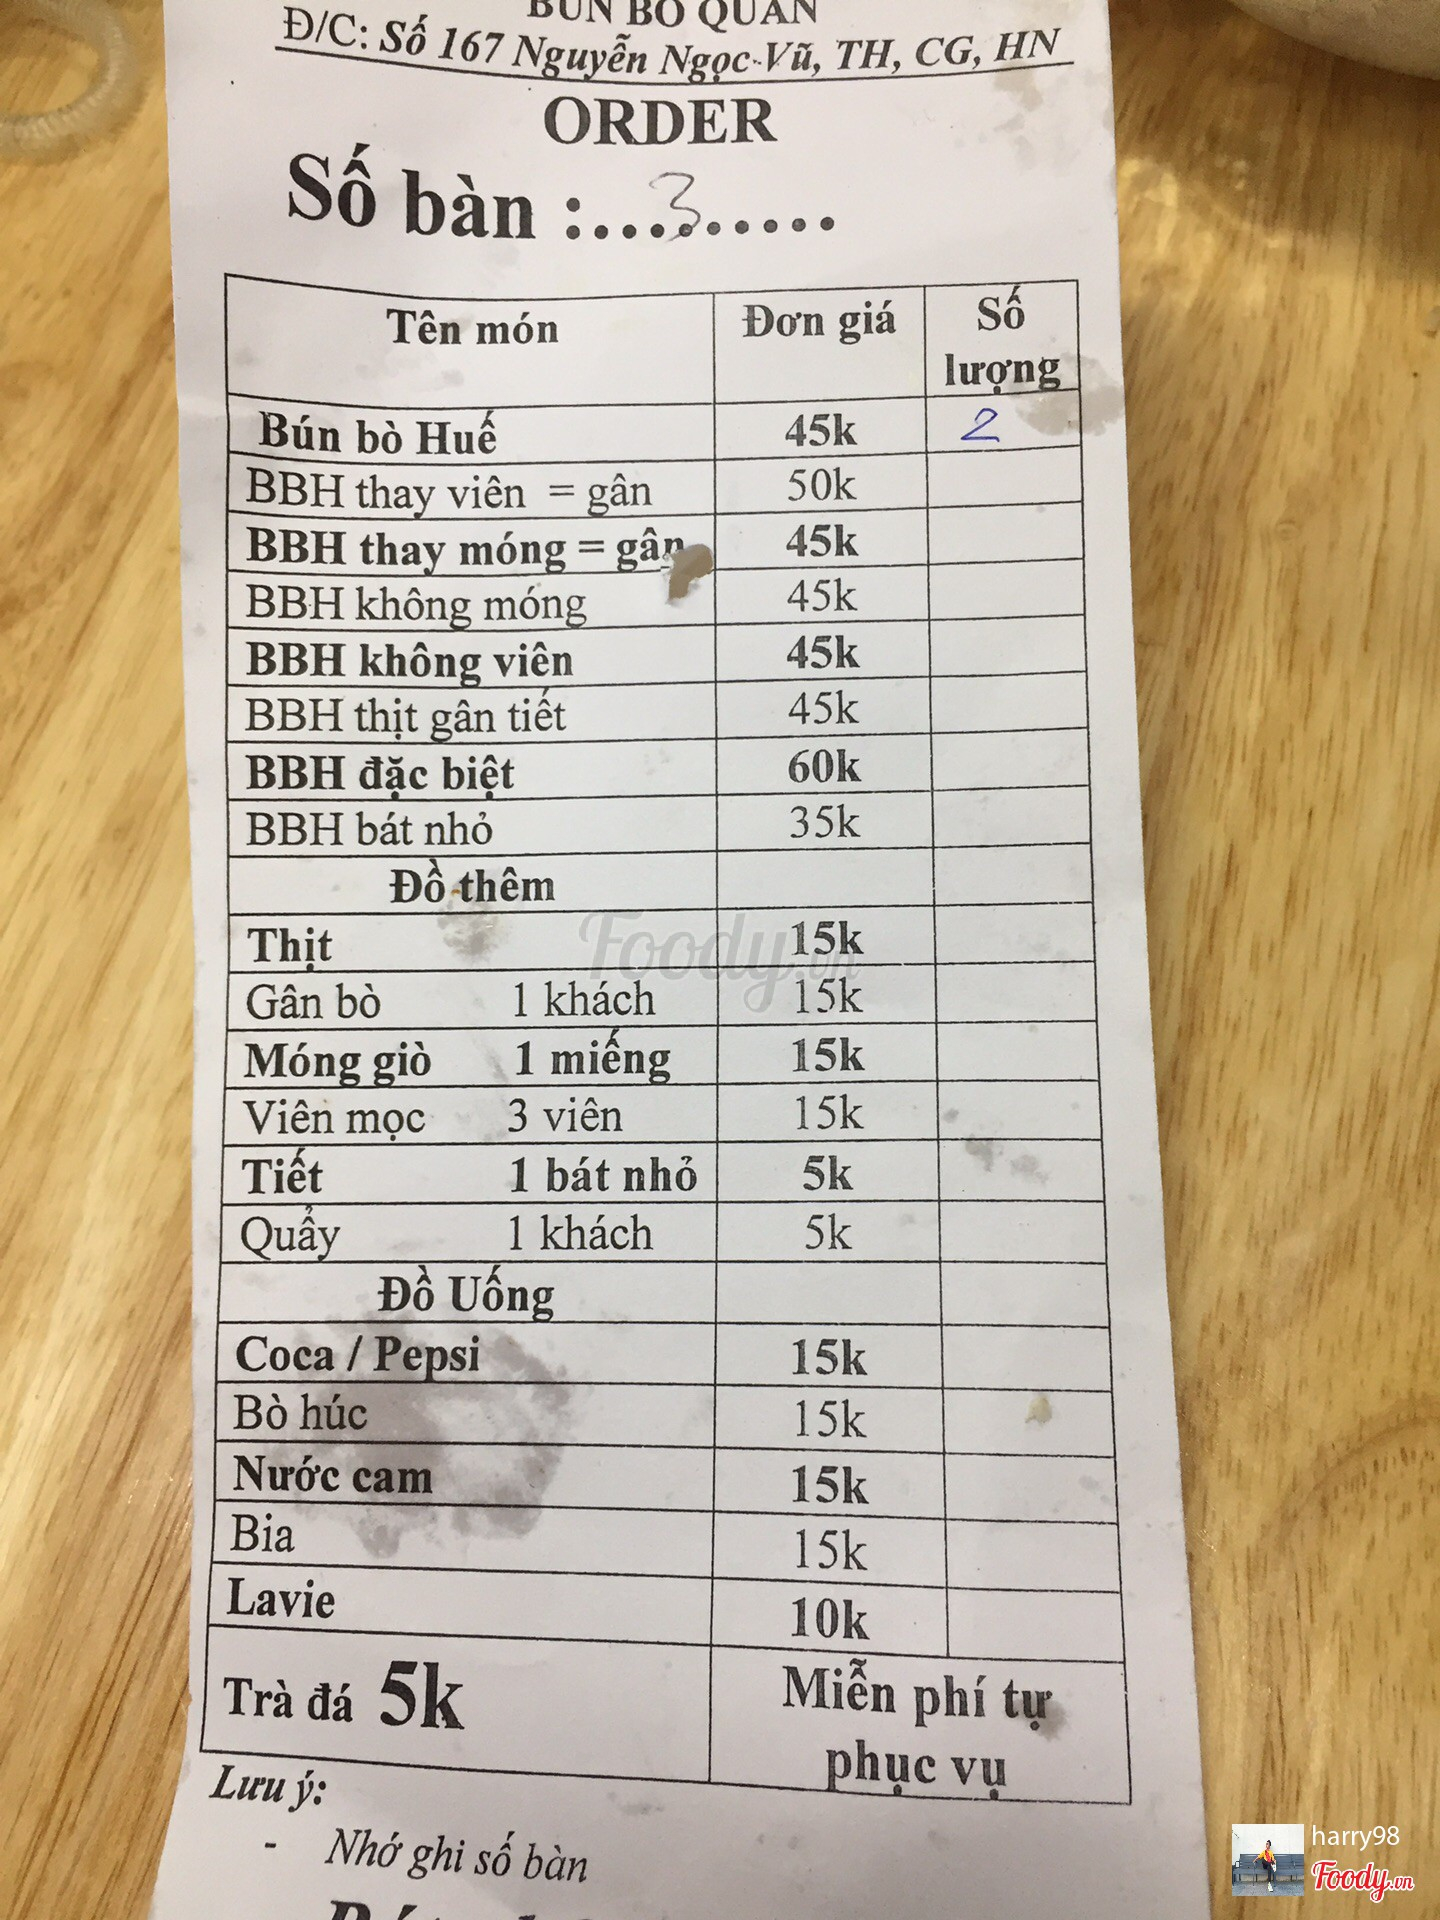 BÚN BÒ QUÁN
Đ/C: Số 167 Nguyễn Ngọc Vũ, TH, CG, HN
ORDER
Số bàn :....3......
Tên món Đơn giá Số lượng
Bún bò Huế 45k 2
BBH thay viên = gân 50k
BBH thay móng = gân 45k
BBH không móng 45k
BBH không viên 45k
BBH thịt gân tiết 45k
BBH đặc biệt 60k
BBH bát nhỏ 35k
Đồ thêm
Thịt 15k
Gân bò 1 khách 15k
Móng giò 1 miếng 15k
Viên mọc 3 viên 15k
Tiết 1 bát nhỏ 5k
Quẩy 1 khách 5k
Đồ Uống
Coca / Pepsi 15k
Bò húc 15k
Nước cam 15k
Bia 15k
Lavie 10k
Trà đá 5k Miễn phí tự phục vụ
Lưu ý:
- Nhớ ghi số bàn
Foody.vn
harry98
Foody.vn